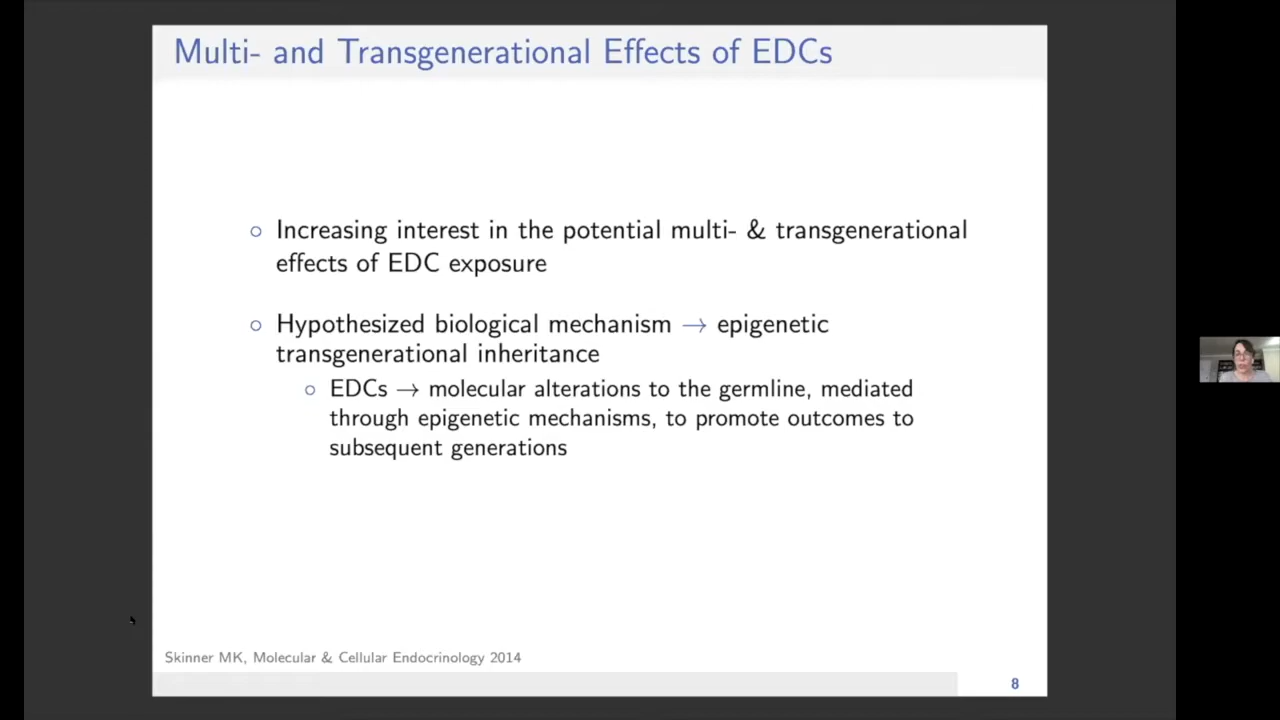 Multi- and Transgenerational Effects of EDCs
○ Increasing interest in the potential multi- & transgenerational
effects of EDC exposure
○ Hypothesized biological mechanism → epigenetic
transgenerational inheritance
○ EDCs → molecular alterations to the germline, mediated
through epigenetic mechanisms, to promote outcomes to
subsequent generations
Skinner MK, Molecular & Cellular Endocrinology 2014
8